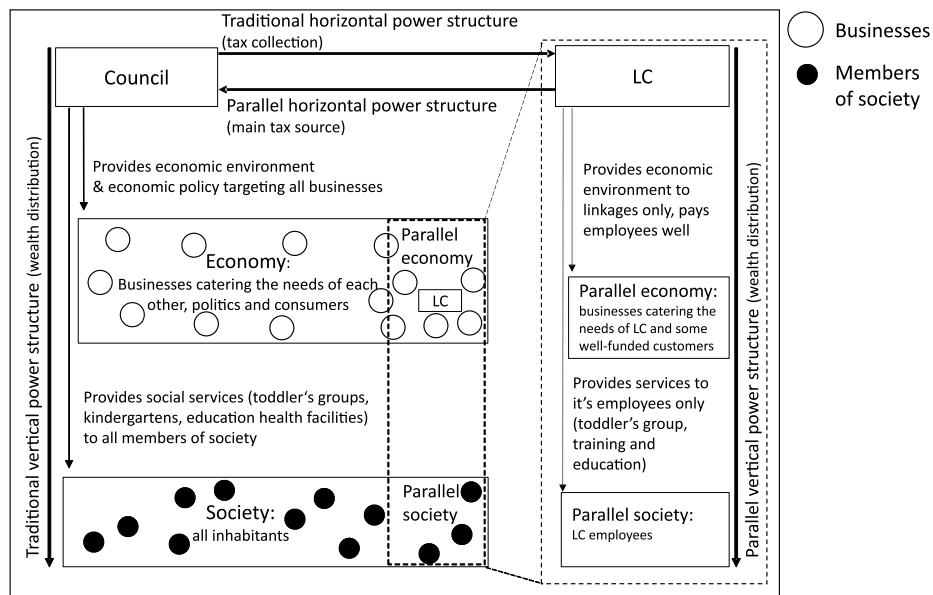 Traditional horizontal power structure
(tax collection)
Council
LC
Parallel horizontal power structure
(main tax source)
Businesses
Members
of society
Traditional vertical power structure (wealth distribution)
Provides economic environment
& economic policy targeting all businesses
Economy:
Businesses catering the needs of each
other, politics and consumers
Parallel
economy
LC
Provides social services (toddler‘s groups,
kindergartens, education health facilities)
to all members of society
Society:
all inhabitants
Parallel
society
Provides economic
environment to
linkages only, pays
employees well
Parallel economy:
businesses catering the
needs of LC and some
well-funded customers
Provides services to
it’s employees only
(toddler’s group,
training and
education)
Parallel society:
LC employees
Parallel vertical power structure (wealth distribution)